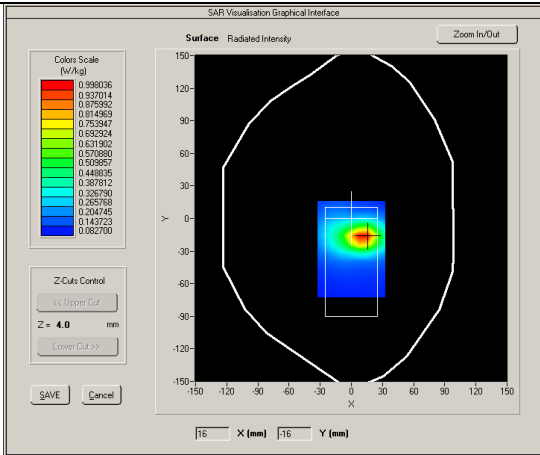 SAR Visualisation Graphical Interface
Surface Radiated Intensity
Zoom In/Out
Colors Scale
(W/kg)
0.998036
0.937014
0.875992
0.814969
0.753947
0.692924
0.631902
0.570880
0.509857
0.448835
0.387812
0.326790
0.265768
0.204745
0.143723
0.082700
Z-Cuts Control
<< Upper Cut
Z = 4.0 mm
Lower Cut >>
SAVE Cancel
150
120
90
60
30
0
-30
-60
-90
-120
-150
Y
-150 -120 -90 -60 -30 0 30 60 90 120 150
X
16 X (mm) -16 Y (mm)